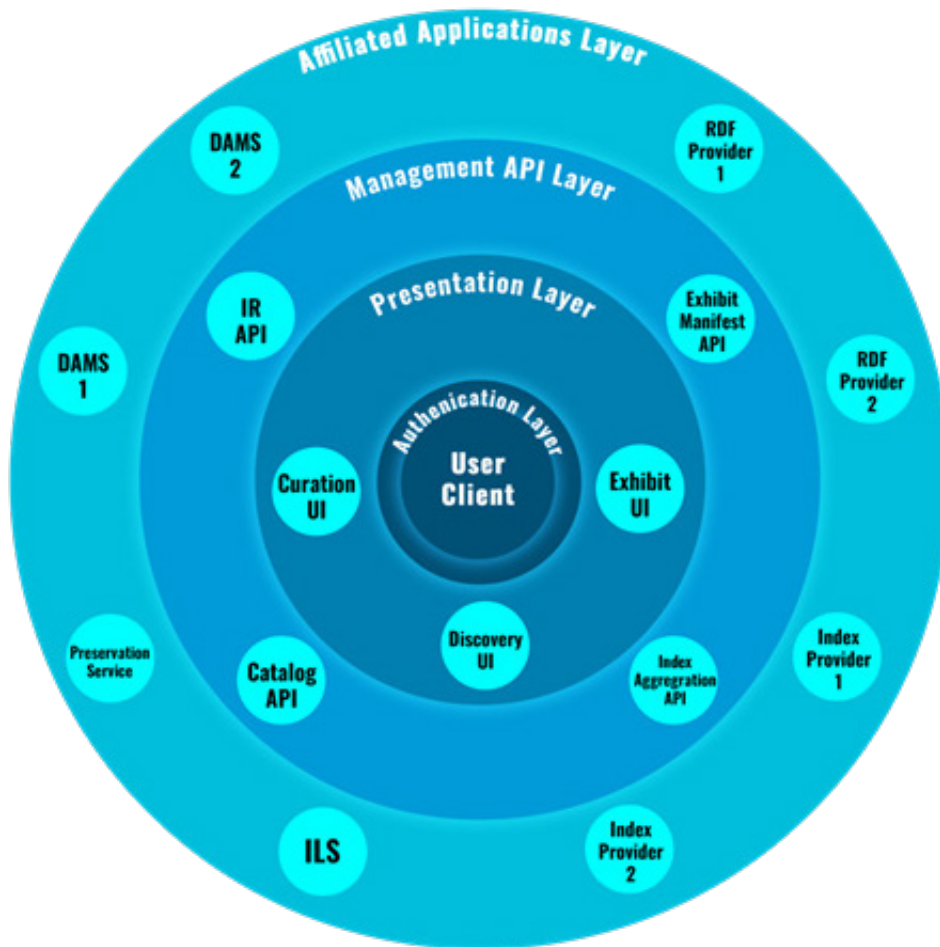 Affiliated Applications Layer
DAMS
2
RDF
Provider
1
Management API Layer
IR
API
Presentation Layer
Exhibit
Manifest
API
DAMS
1
RDF
Provider
2
Authenication Layer
User
Client
Curation
UI
Exhibit
UI
Discovery
UI
Preservation
Service
Catalog
API
Index
Aggregration
API
Index
Provider
1
ILS
Index
Provider
2